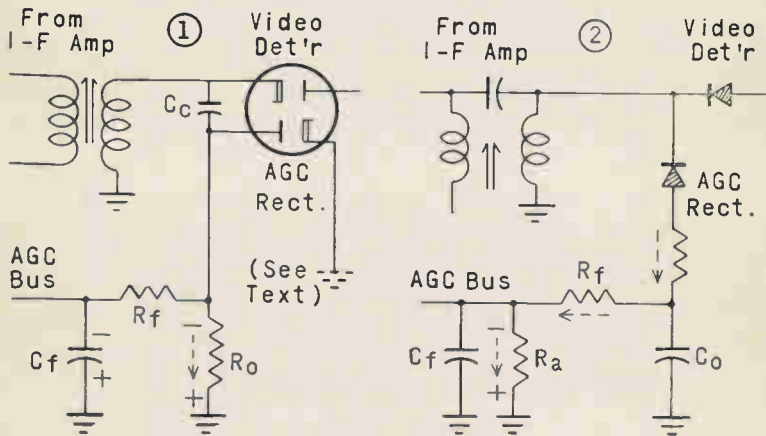 From
I-F Amp
1
Video
Det'r
Cc
AGC
Rect.
(See
Text)
AGC
Bus
Rf
Cf
−
+
−
+
Ro
From
I-F Amp
2
Video
Det'r
AGC
Rect.
AGC Bus
Rf
Cf
−
+
Ra
Co